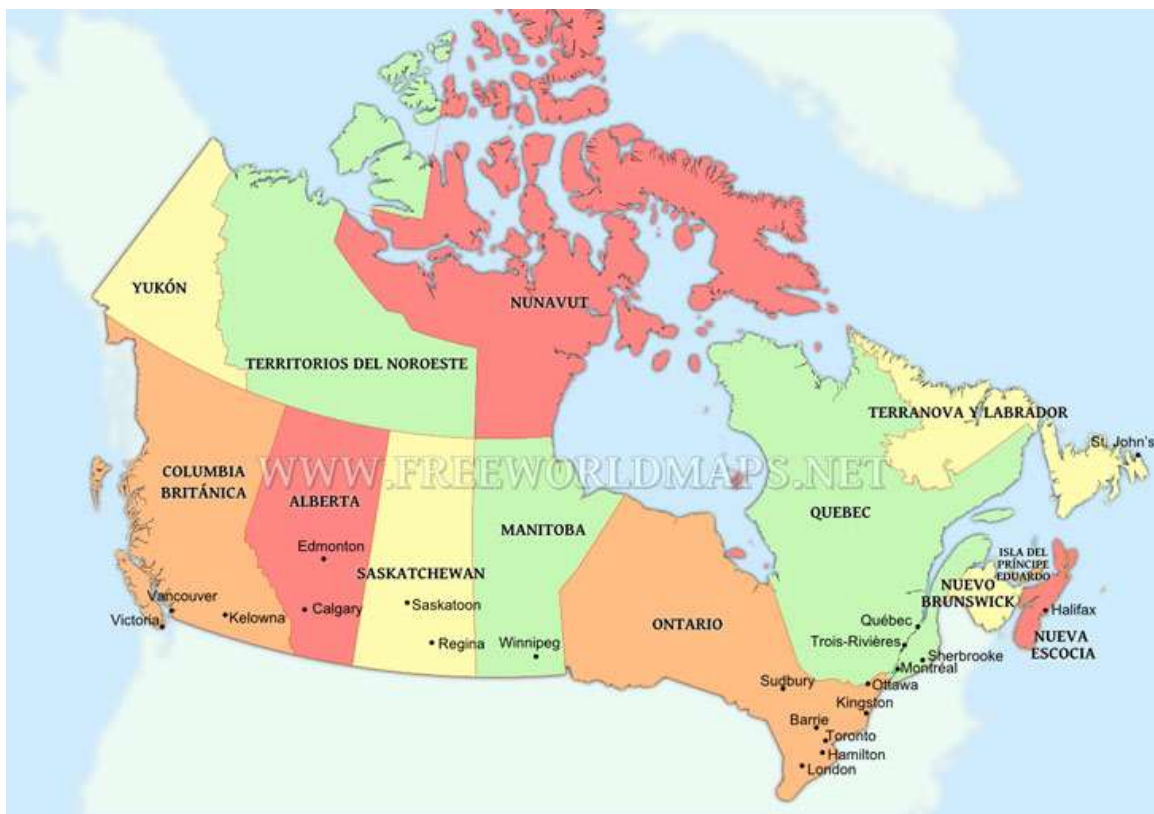 YUKÓN
NUNAVUT
TERRITORIOS DEL NOROESTE
TERRANOVA Y LABRADOR
St. John's
COLUMBIA
BRITÁNICA
WWW.FREEWORLDMAPS.NET
ALBERTA
QUEBEC
MANITOBA
Edmonton
SASKATCHEWAN
ISLA DEL
PRÍNCIPE
EDUARDO
NUEVO
BRUNSWICK
Vancouver
Victoria
Kelowna
Calgary
Saskatoon
Regina
Winnipeg
ONTARIO
Québec
Trois-Rivières
Sherbrooke
Montréal
Halifax
NUEVA
ESCOCIA
Sudbury
Ottawa
Kingston
Barrie
Toronto
Hamilton
London